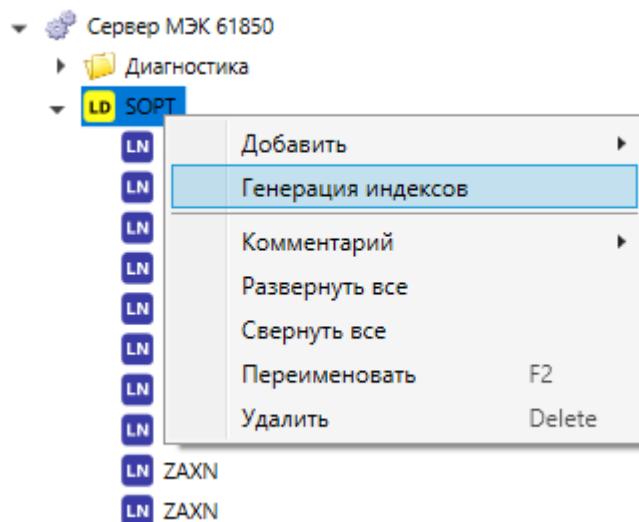 Сервер МЭК 61850
Диагностика
LD SOPT
LN
LN
LN
LN
LN
LN
LN
LN
LN ZAXN
LN ZAXN
Добавить
Генерация индексов
Комментарий
Развернуть все
Свернуть все
Переименовать F2
Удалить Delete